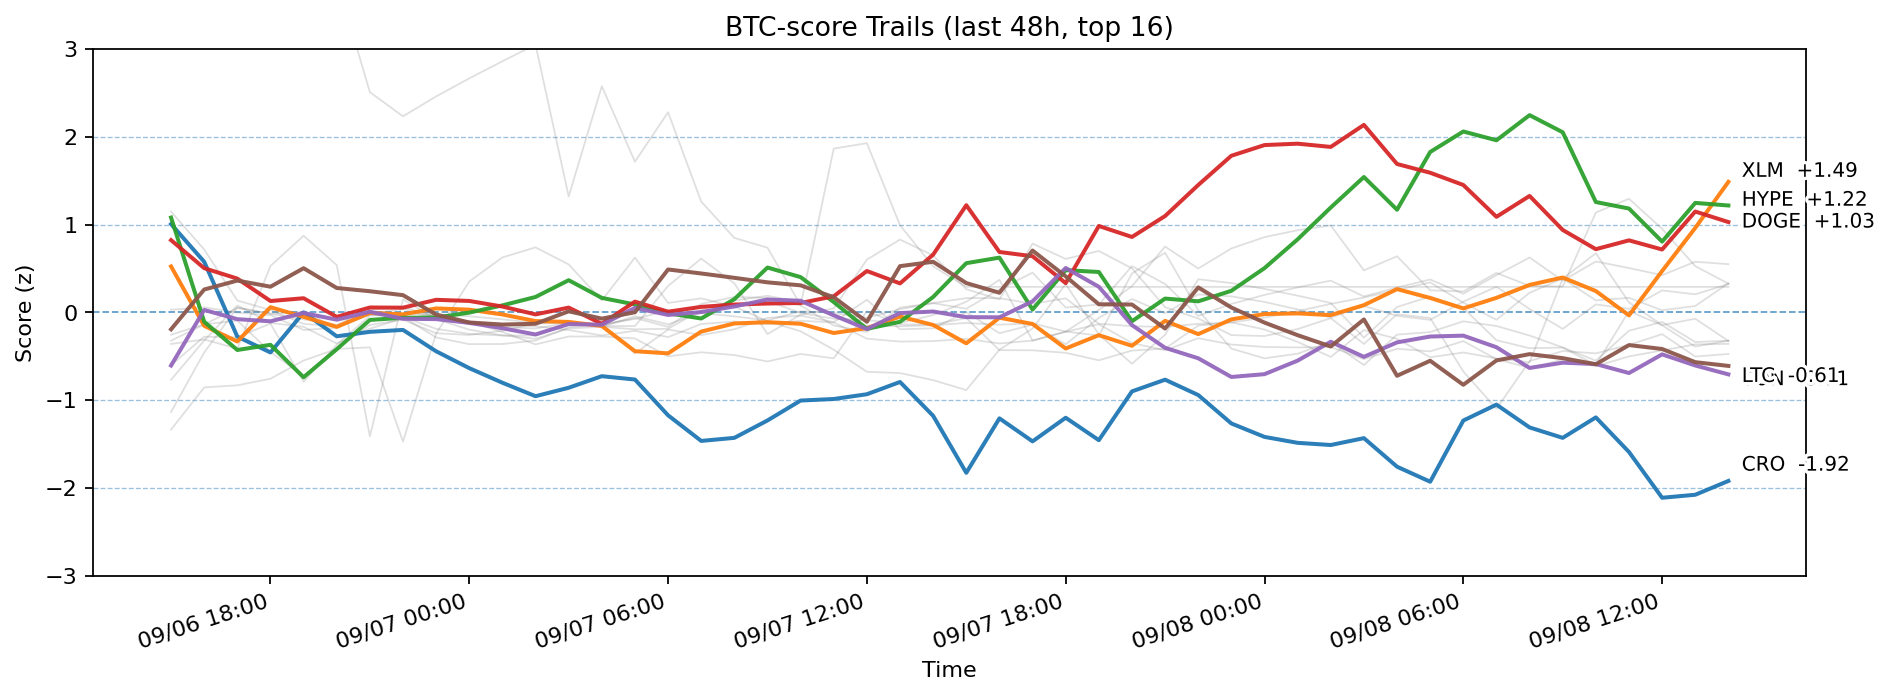 BTC-score Trails (last 48h, top 16)
Score (z)
3
2
1
0
−1
−2
−3
XLM +1.49
HYPE +1.22
DOGE +1.03
LTC -0.61
CRO -1.92
09/06 18:00
09/07 00:00
09/07 06:00
09/07 12:00
09/07 18:00
09/08 00:00
09/08 06:00
09/08 12:00
Time